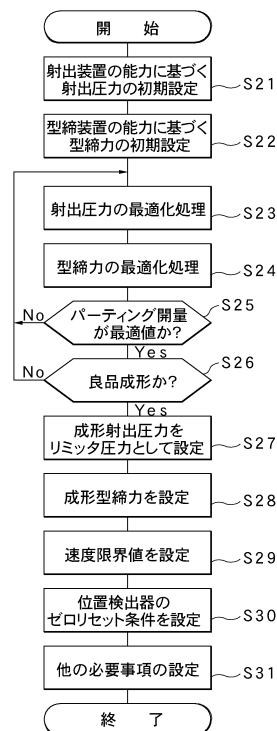 開　始
射出装置の能力に基づく
射出圧力の初期設定
S21
型締装置の能力に基づく
型締力の初期設定
S22
射出圧力の最適化処理
S23
型締力の最適化処理
S24
S25
No
パーティング開量
が最適値か?
Yes
S26
No
良品成形か?
Yes
成形射出圧力を
リミッタ圧力として設定
S27
成形型締力を設定
S28
速度限界値を設定
S29
位置検出器の
ゼロリセット条件を設定
S30
他の必要事項の設定
S31
終　了